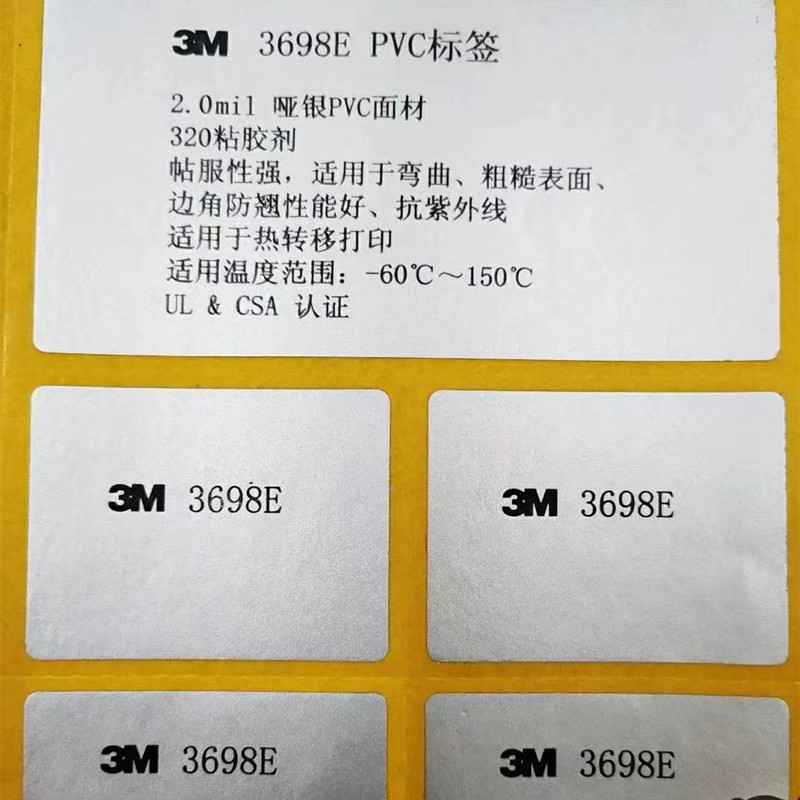 3M 3698E PVC标签
2.0mil 哑银PVC面材
320粘胶剂
帖服性强，适用于弯曲、粗糙表面、
边角防翘性能好、抗紫外线
适用于热转移打印
适用温度范围：-60℃～150℃
UL & CSA 认证
3M 3698E
3M 3698E
3M 3698E
3M 3698E